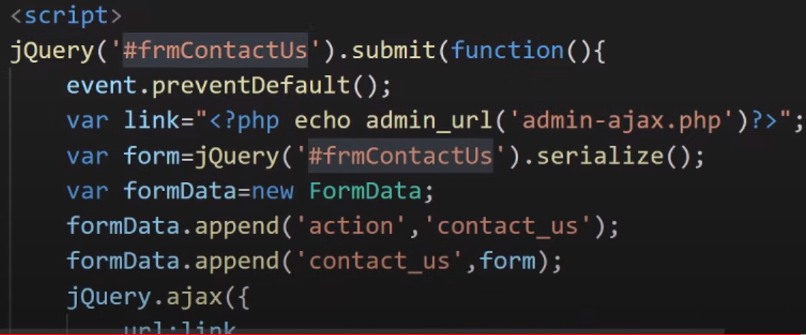 <script>
jQuery('#frmContactUs').submit(function(){
event.preventDefault();
var link="<?php echo admin_url('admin-ajax.php')?>";
var form=jQuery('#frmContactUs').serialize();
var formData=new FormData;
formData.append('action','contact_us');
formData.append('contact_us',form);
jQuery.ajax({
url:link